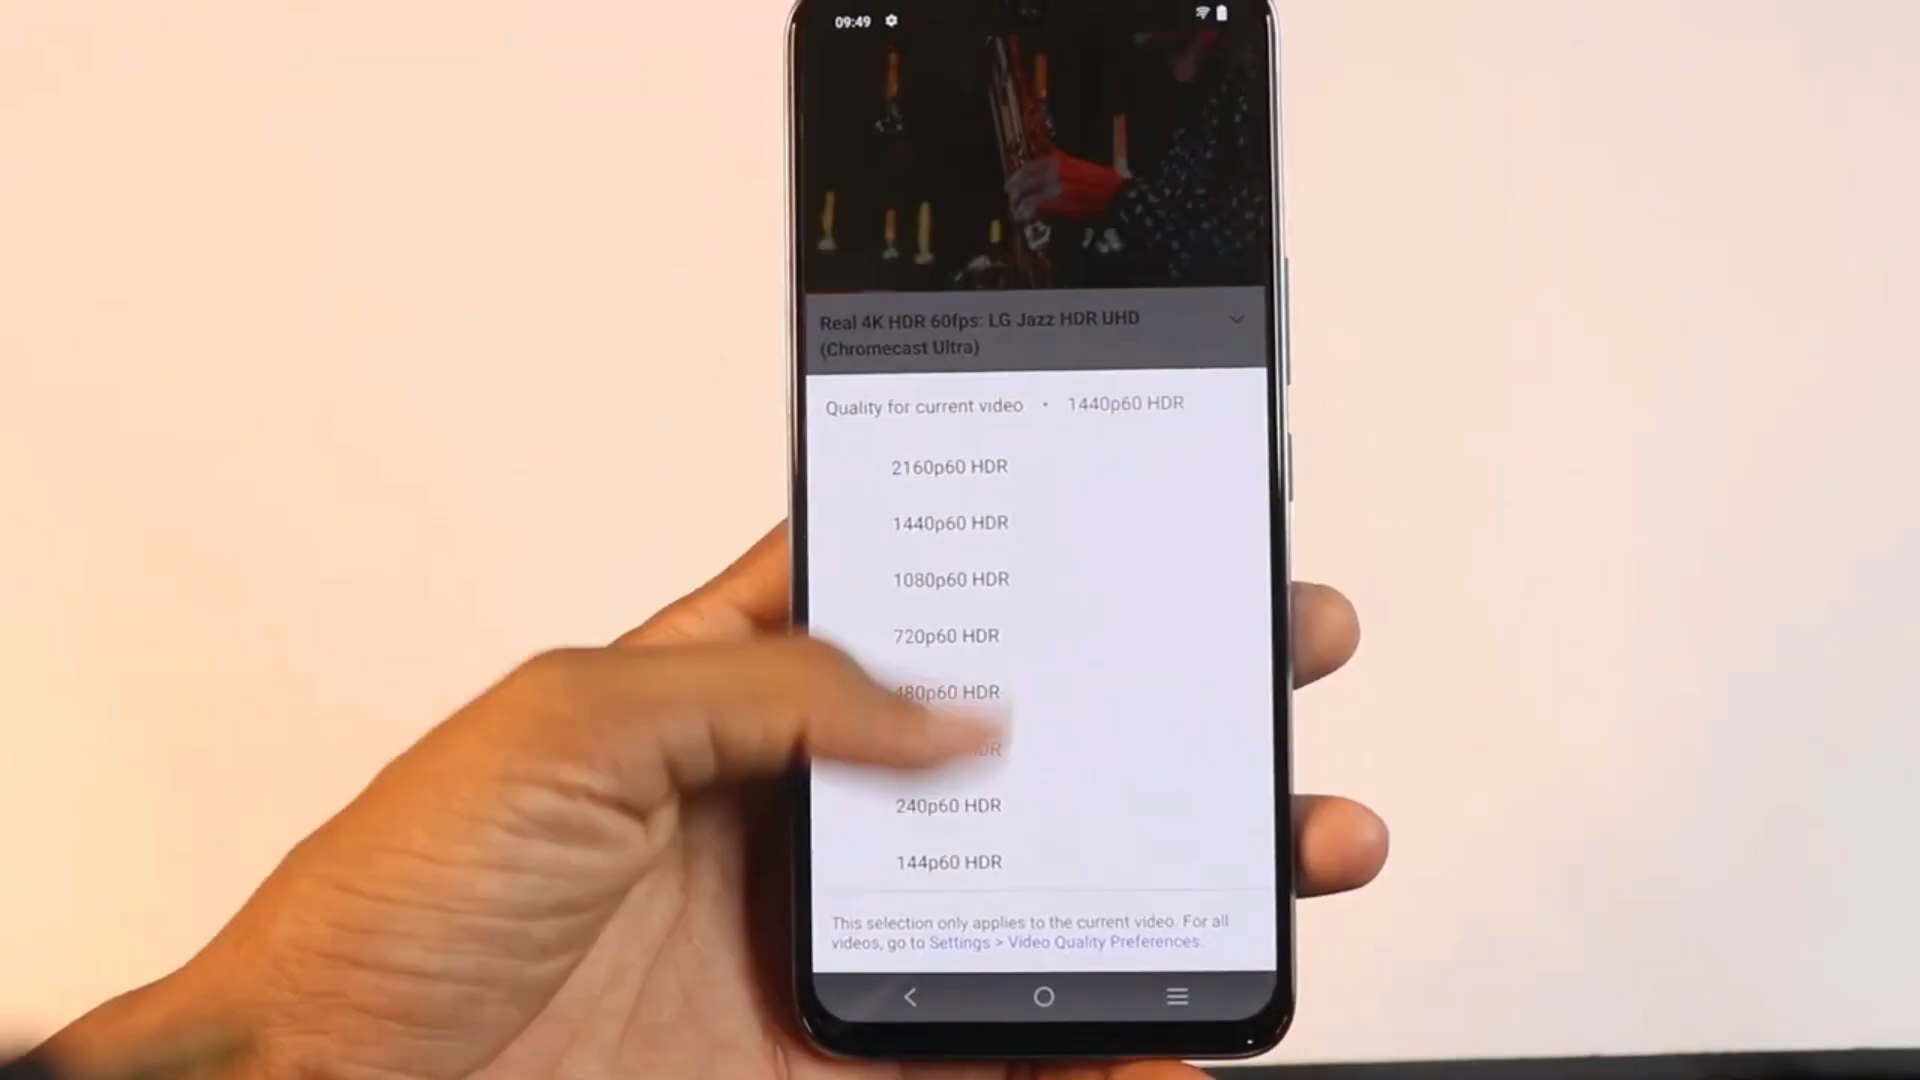 09:49
Real 4K HDR 60fps: LG Jazz HDR UHD
(Chromecast Ultra)
Quality for current video • 1440p60 HDR
2160p60 HDR
1440p60 HDR
1080p60 HDR
720p60 HDR
480p60 HDR
HDR
240p60 HDR
144p60 HDR
This selection only applies to the current video. For all
videos, go to Settings > Video Quality Preferences.